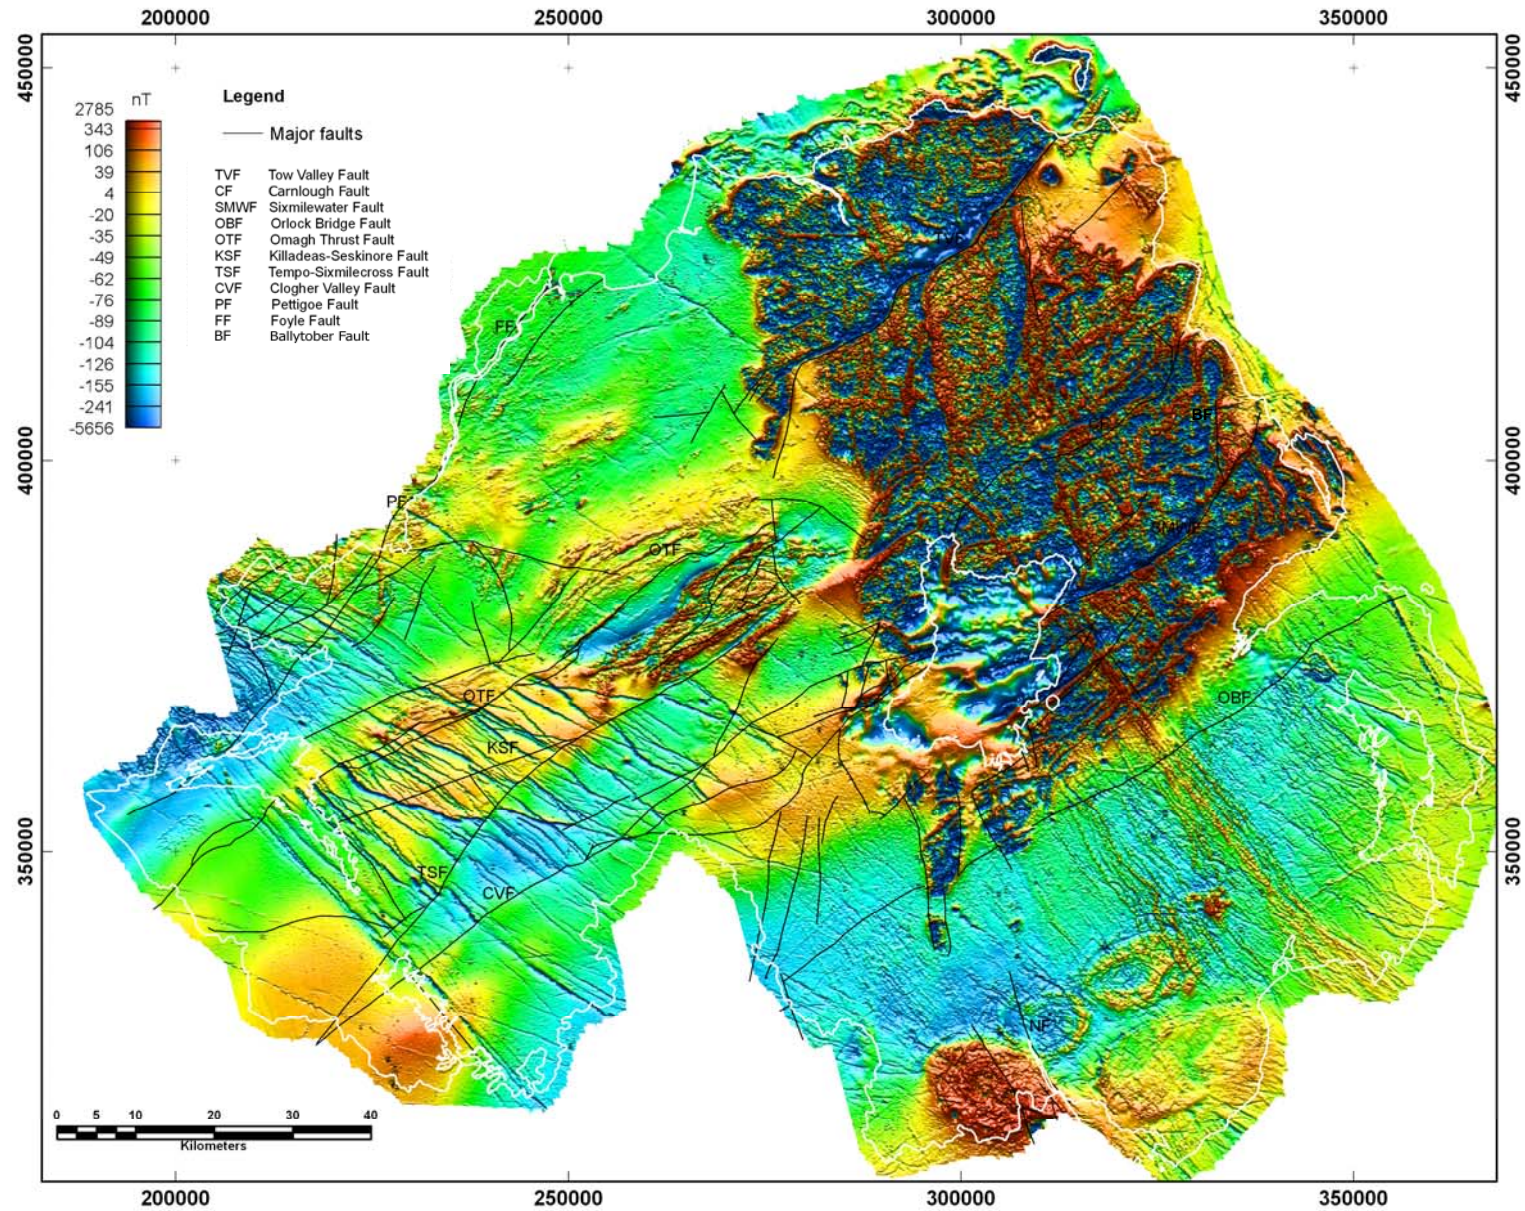 200000 250000 300000 350000
450000 450000
nT
2785
343
106
39
4
-20
-35
-49
-62
-76
-89
-104
-126
-155
-241
-5656
Legend
Major faults
TVF Tow Valley Fault
CF Carnlough Fault
SMWF Sixmilewater Fault
OBF Orlock Bridge Fault
OTF Omagh Thrust Fault
KSF Killadeas-Seskinore Fault
TSF Tempo-Sixmilecross Fault
CVF Clogher Valley Fault
PF Pettigoe Fault
FF Foyle Fault
BF Ballytober Fault
TVF
FF
BF
400000 400000
PF
SMWF
OTF
OTF
OBF
KSF
350000 350000
TSF
CVF
NF
0 5 10 20 30 40
Kilometers
200000 250000 300000 350000